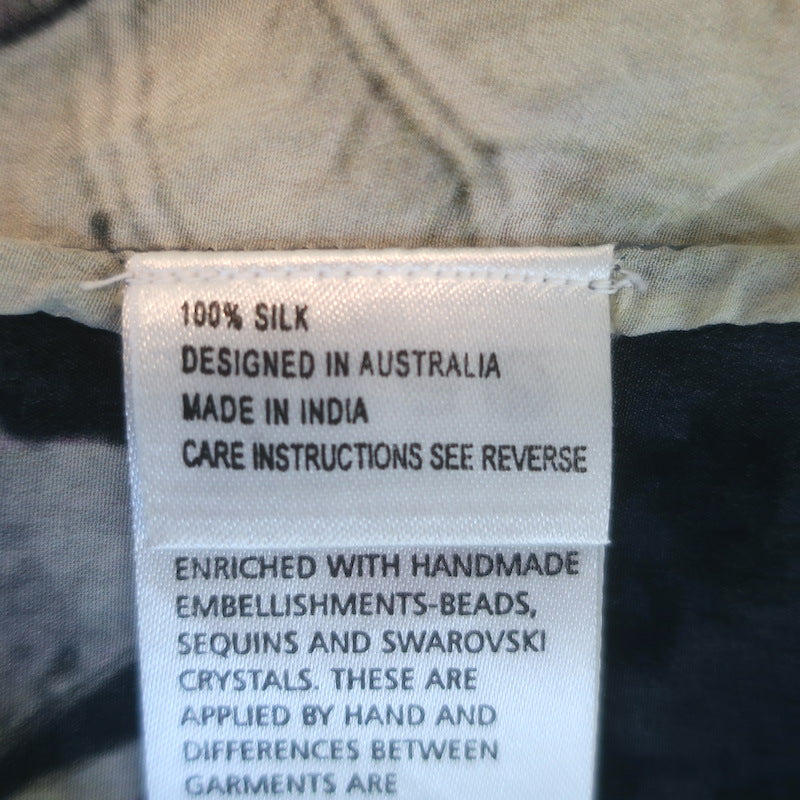 100% SILK
DESIGNED IN AUSTRALIA
MADE IN INDIA
CARE INSTRUCTIONS SEE REVERSE
ENRICHED WITH HANDMADE
EMBELLISHMENTS-BEADS,
SEQUINS AND SWAROVSKI
CRYSTALS. THESE ARE
APPLIED BY HAND AND
DIFFERENCES BETWEEN
GARMENTS ARE